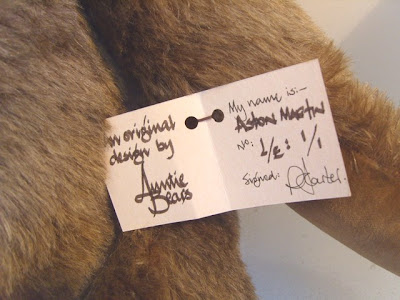 An original
design by
Auntie
Bears
My name is:-
ASTON MARTIN
No: L/E: 1/1
Signed: